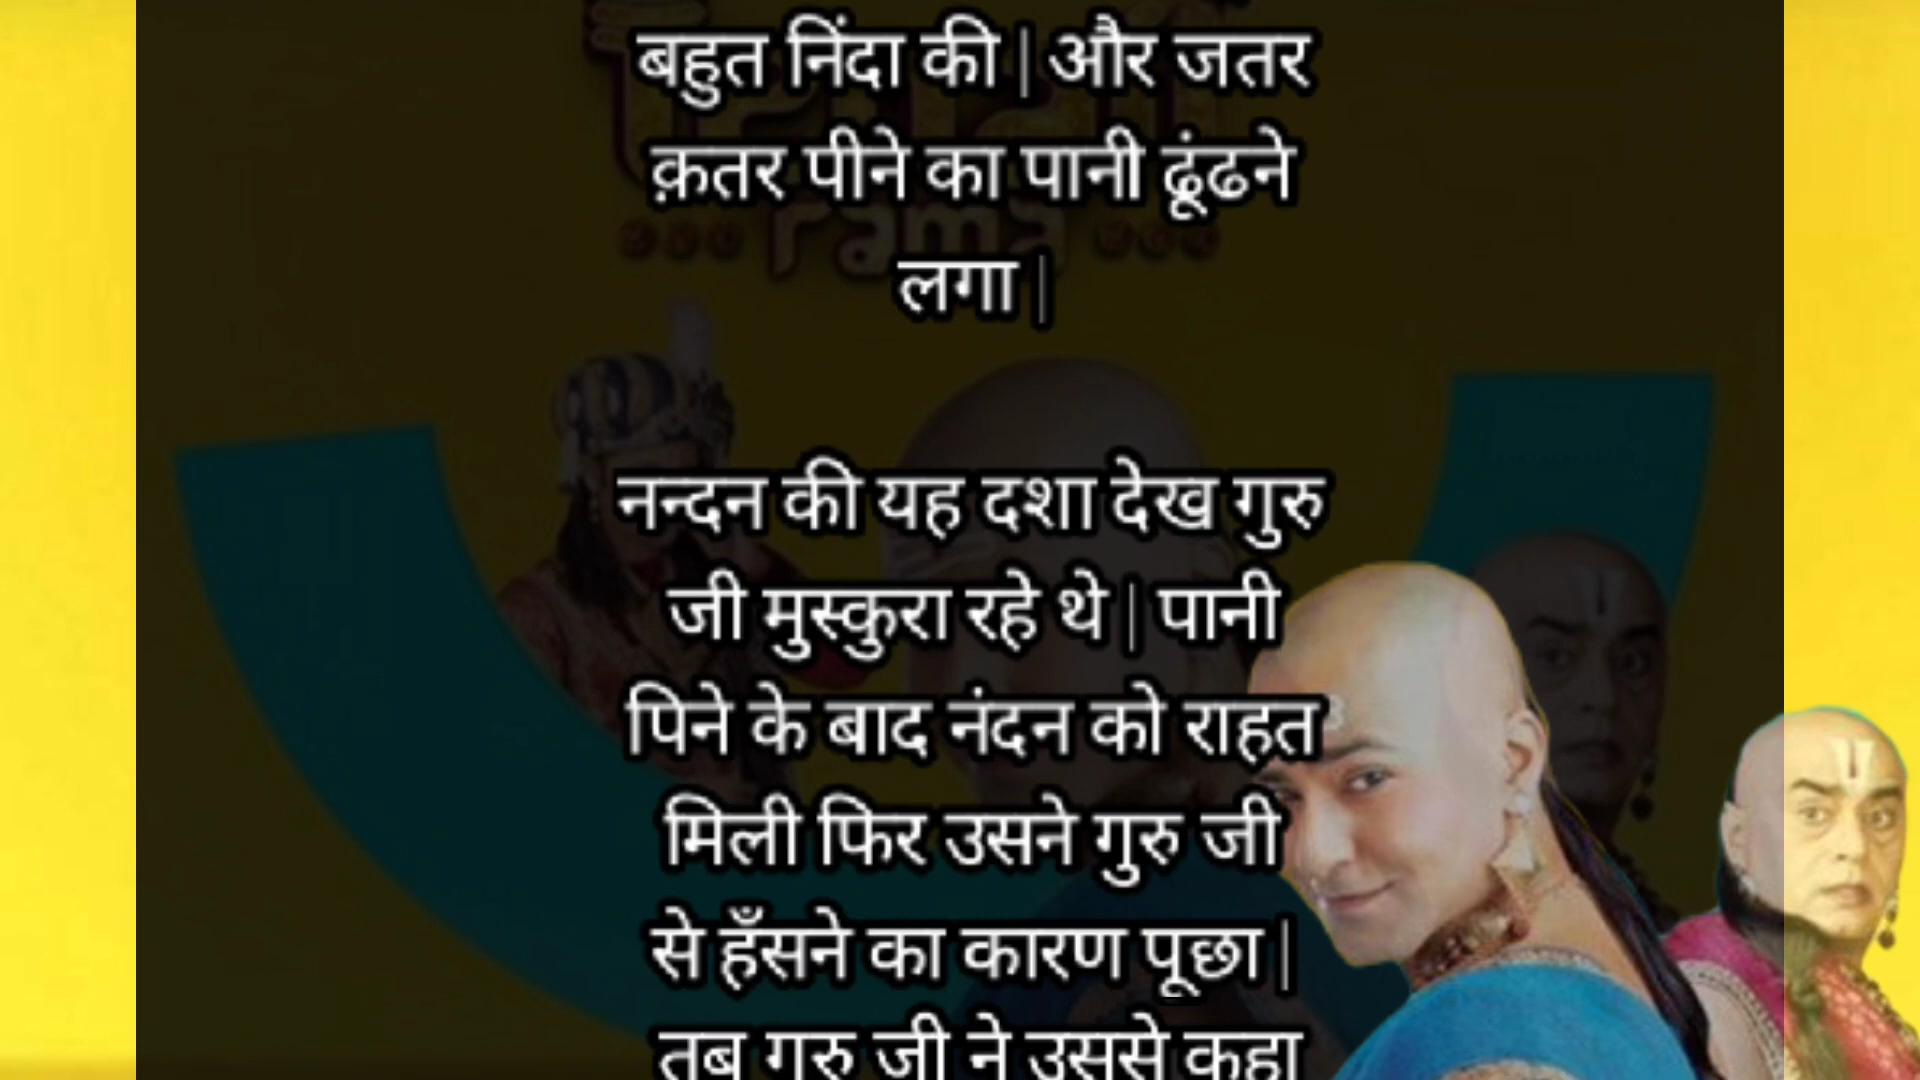 बहुत निंदा की | और जतर
क़तर पीने का पानी ढूंढने
लगा |
rama
नन्दन की यह दशा देख गुरु
जी मुस्कुरा रहे थे | पानी
पिने के बाद नंदन को राहत
मिली फिर उसने गुरु जी
से हँसने का कारण पूछा |
तब गुरु जी ने उससे कहा